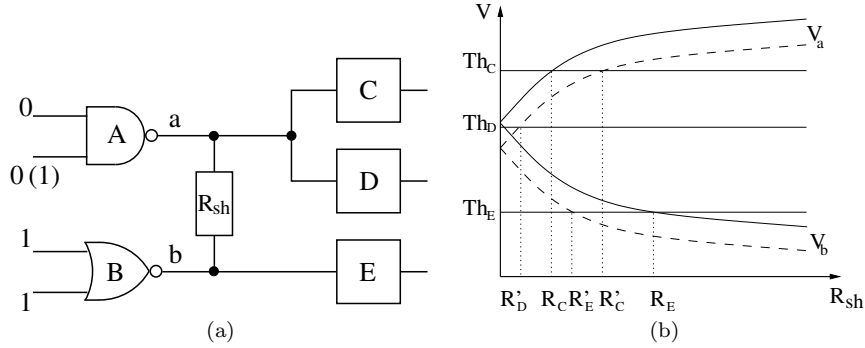 0
A
a
0 (1)
C
D
R_sh
1
B
b
E
1
(a)
V
V_a
Th_C
Th_D
Th_E
V_b
R'_D
R_C
R'_E
R'_C
R_E
R_sh
(b)